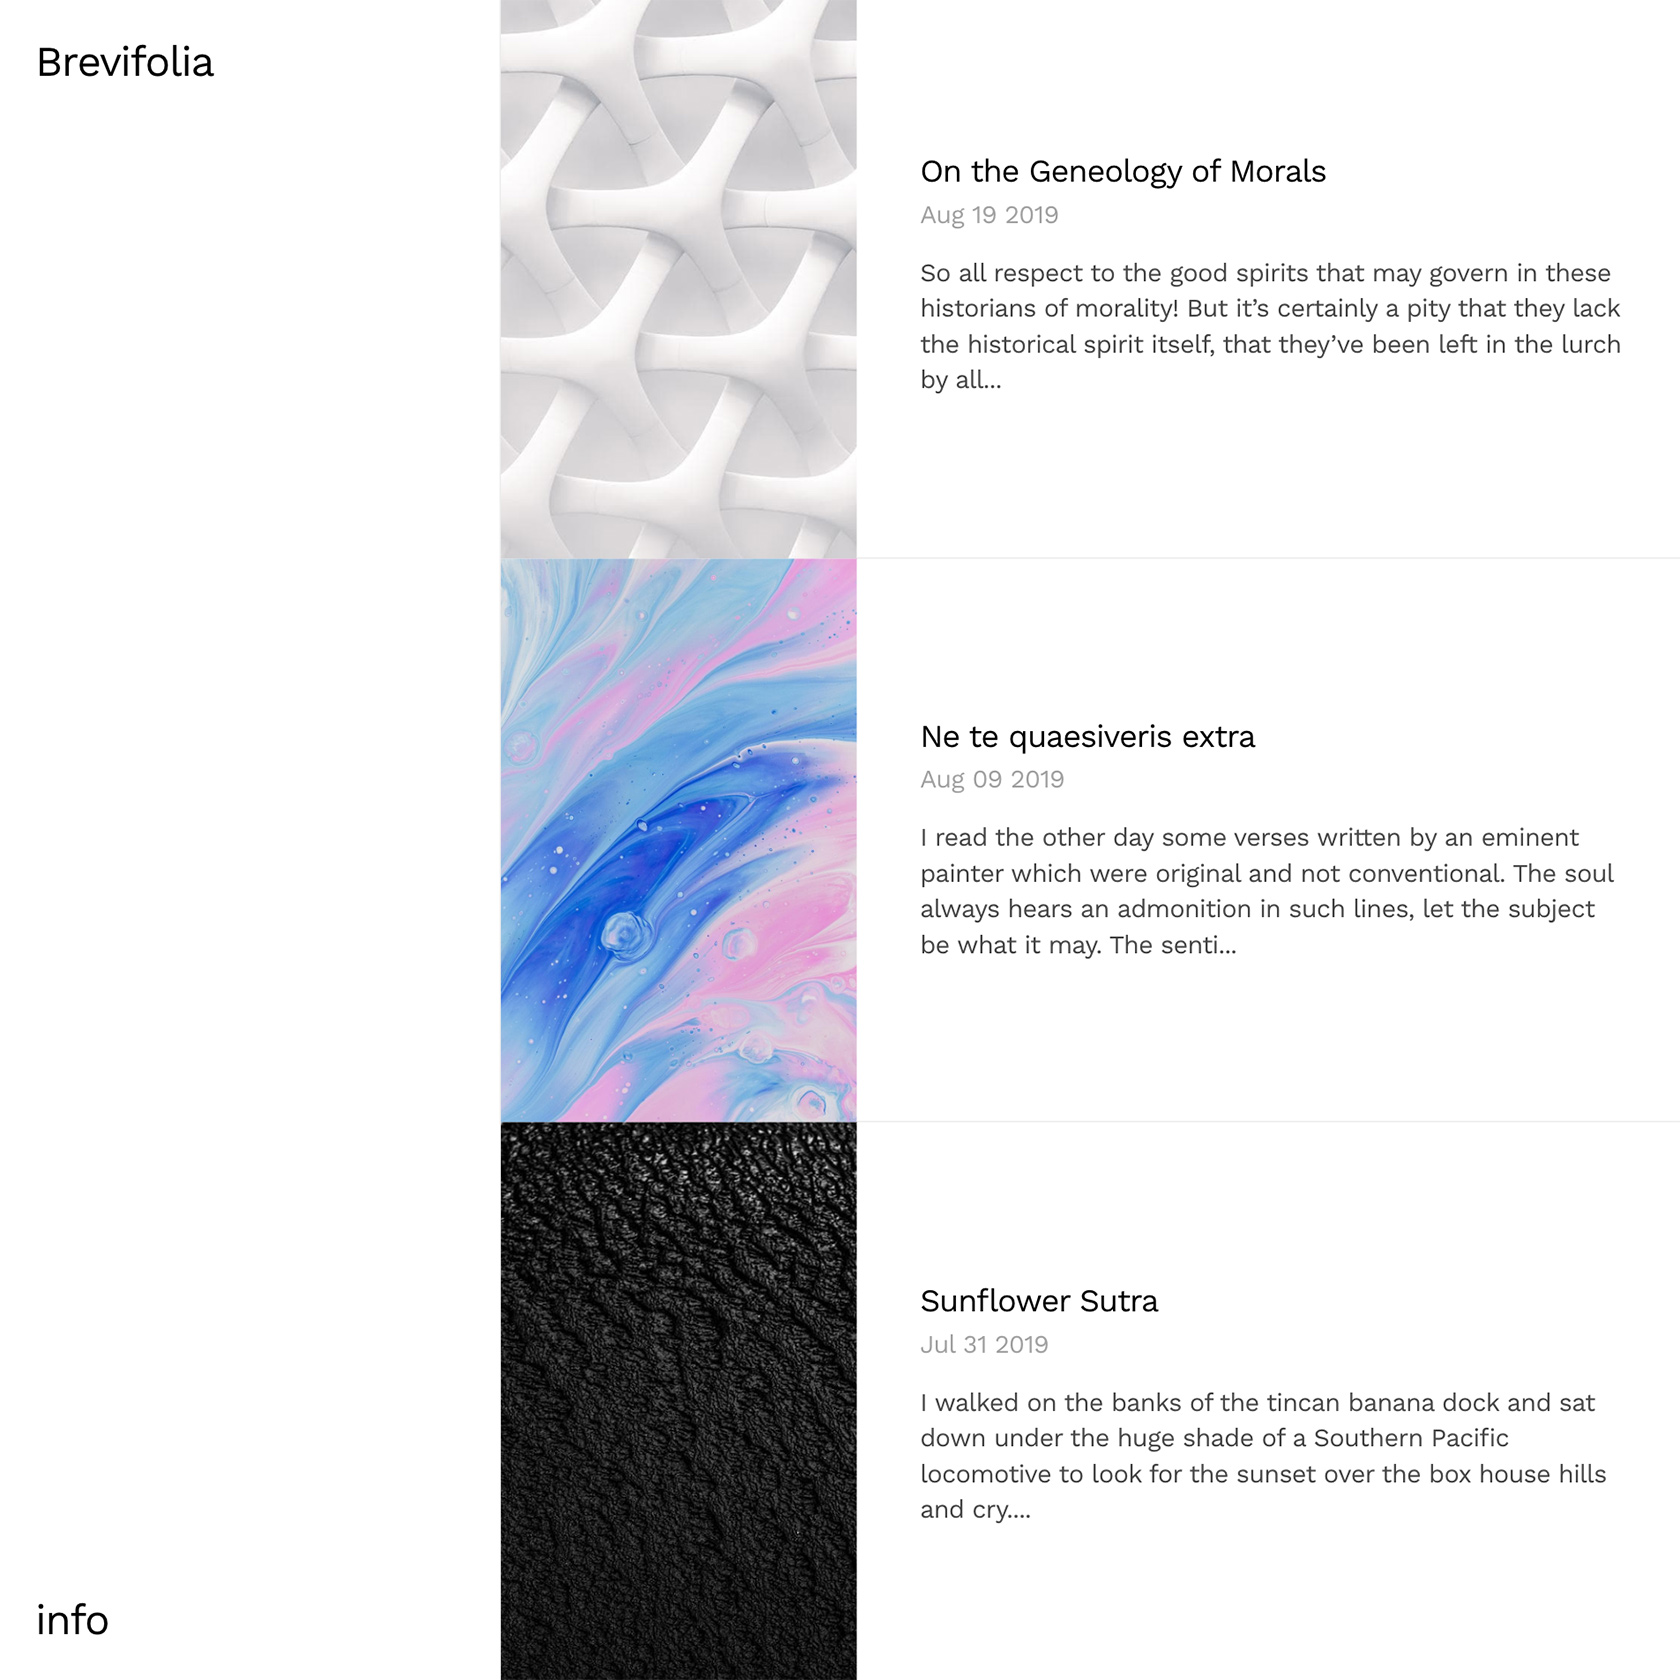 Brevifolia
On the Geneology of Morals
Aug 19 2019
So all respect to the good spirits that may govern in these
historians of morality! But it’s certainly a pity that they lack
the historical spirit itself, that they’ve been left in the lurch
by all...
Ne te quaesiveris extra
Aug 09 2019
I read the other day some verses written by an eminent
painter which were original and not conventional. The soul
always hears an admonition in such lines, let the subject
be what it may. The senti...
Sunflower Sutra
Jul 31 2019
I walked on the banks of the tincan banana dock and sat
down under the huge shade of a Southern Pacific
locomotive to look for the sunset over the box house hills
and cry....
info